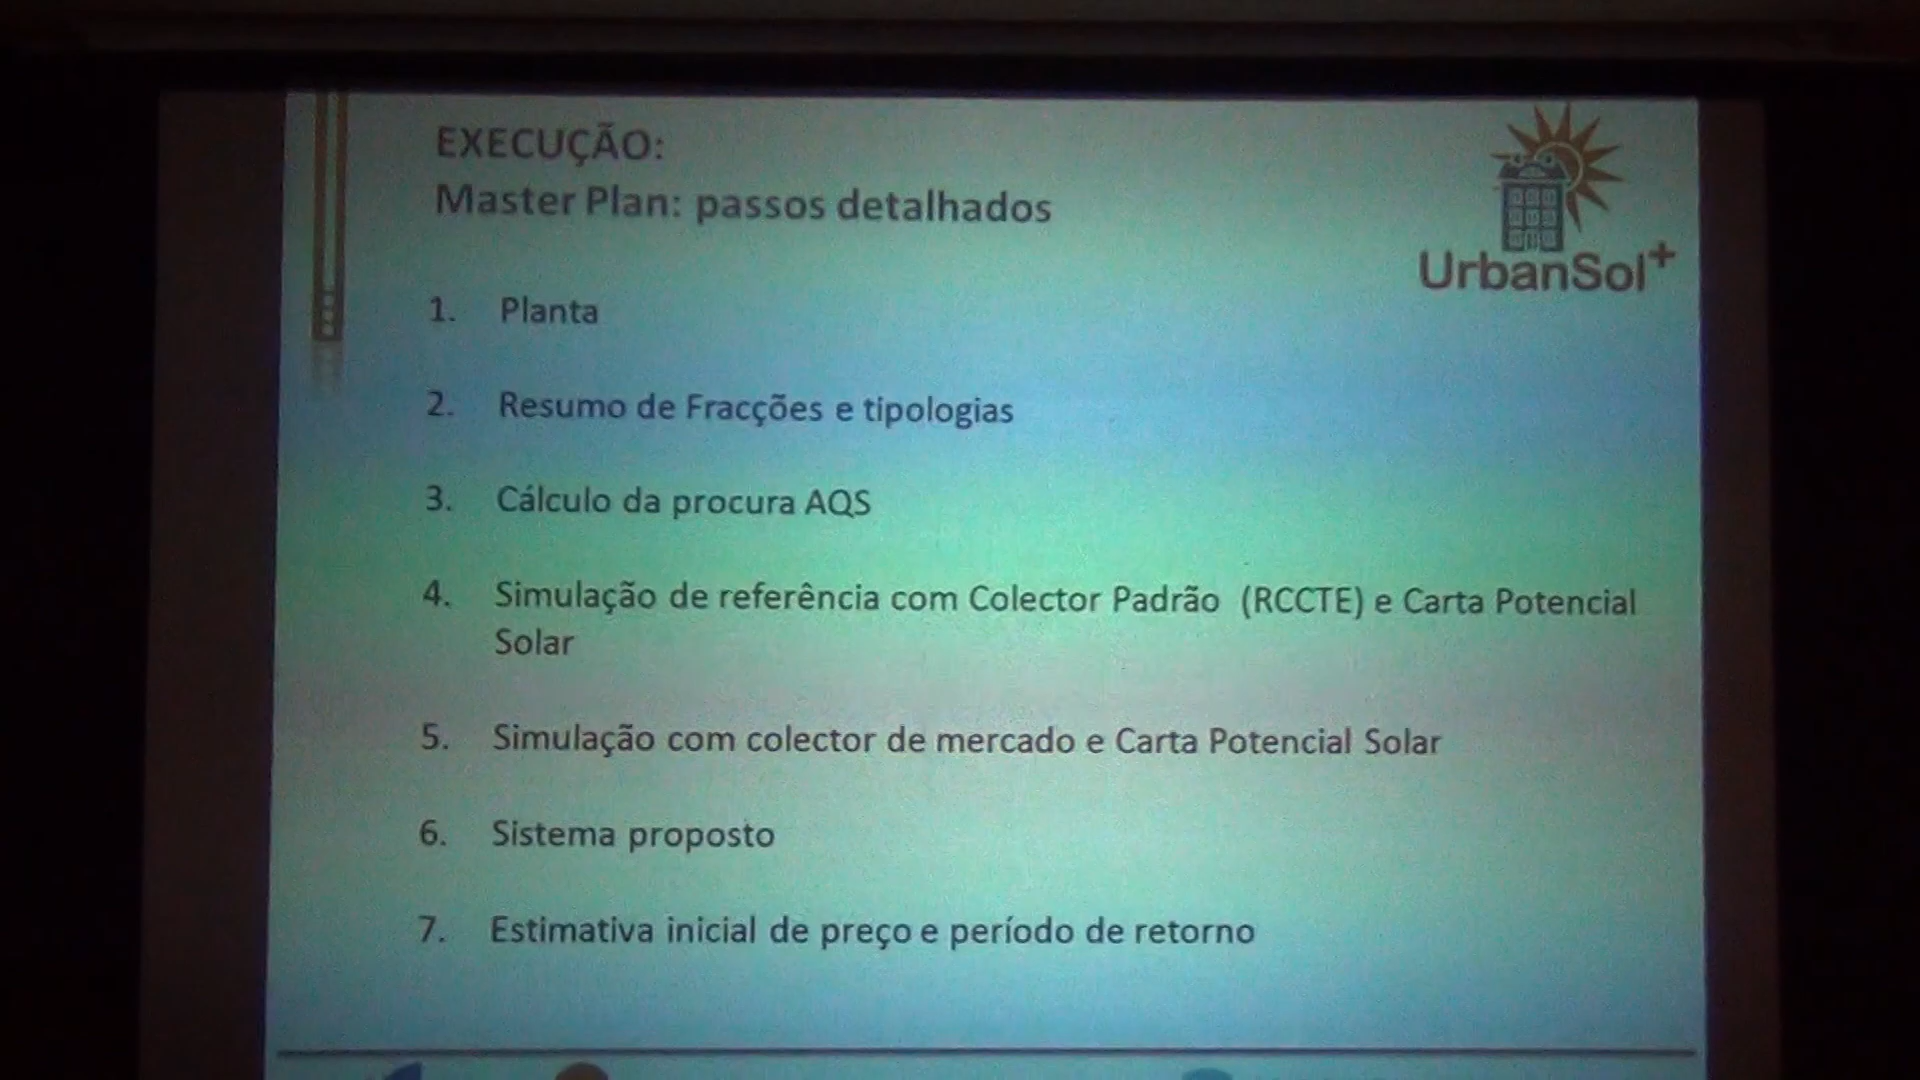 EXECUÇÃO:
Master Plan: passos detalhados
UrbanSol+
1. Planta
2. Resumo de Fracções e tipologias
3. Cálculo da procura AQS
4. Simulação de referência com Colector Padrão (RCCTE) e Carta Potencial
Solar
5. Simulação com colector de mercado e Carta Potencial Solar
6. Sistema proposto
7. Estimativa inicial de preço e período de retorno